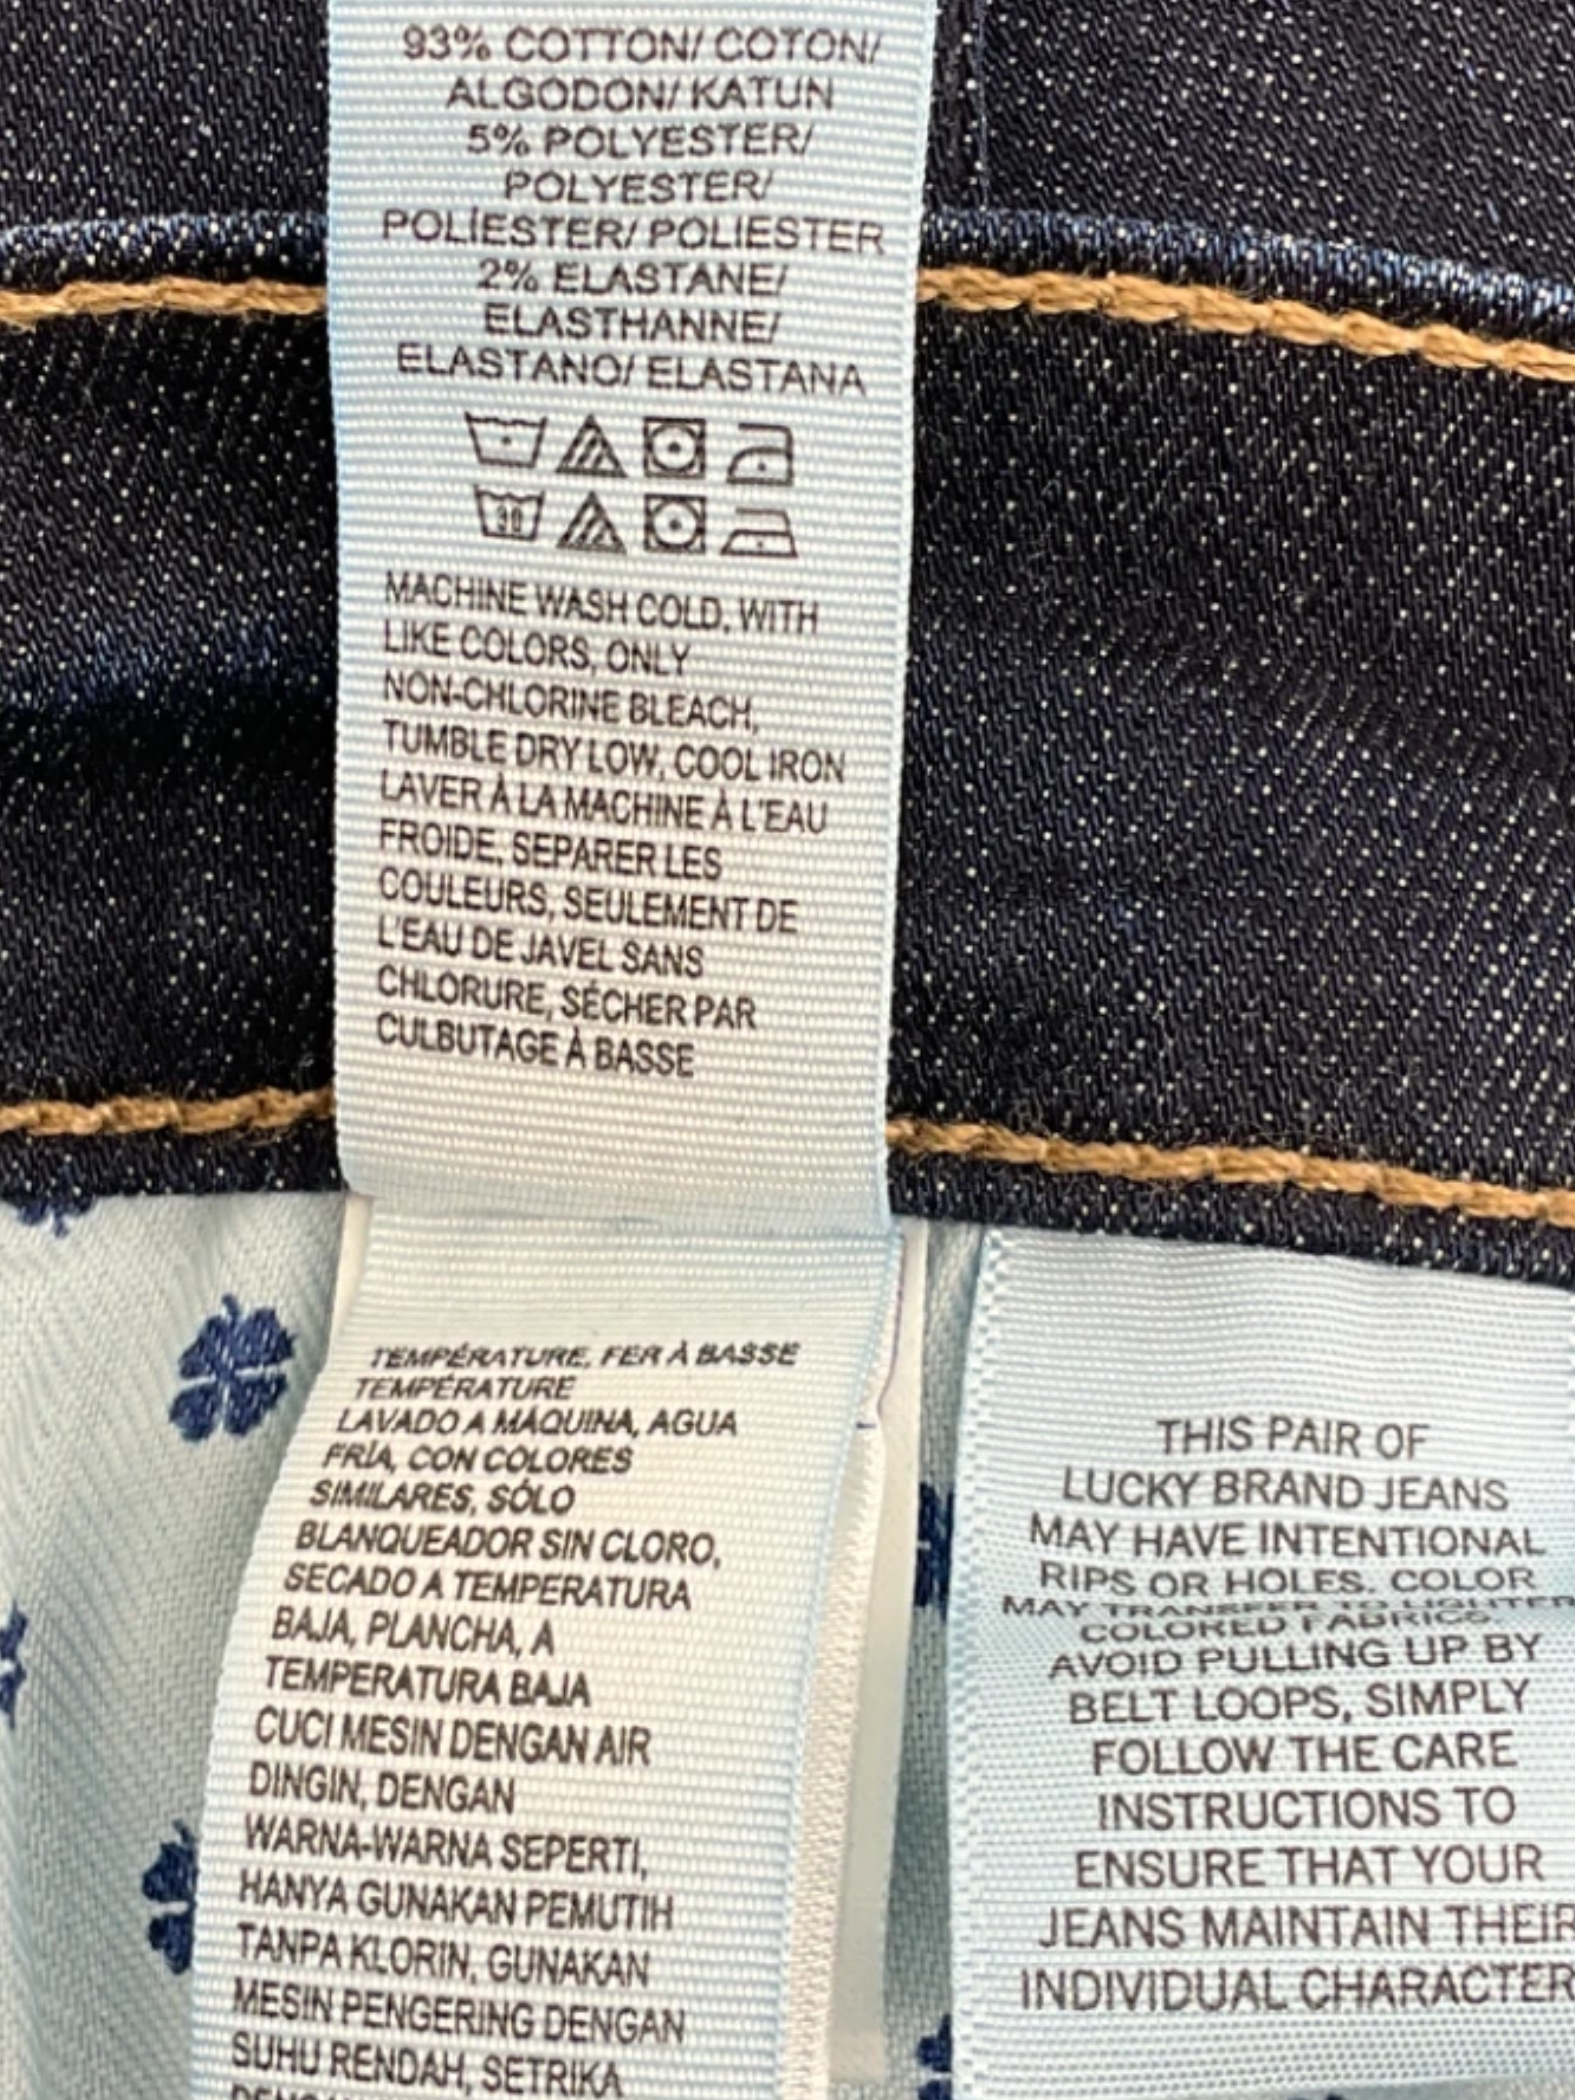 93% COTTON/ COTON/
ALGODON/ KATUN
5% POLYESTER/
POLYESTER/
POLÍESTER/ POLIESTER
2% ELASTANE/
ELASTHANNE/
ELASTANO/ ELASTANA
30
MACHINE WASH COLD, WITH
LIKE COLORS, ONLY
NON-CHLORINE BLEACH,
TUMBLE DRY LOW, COOL IRON
LAVER À LA MACHINE À L'EAU
FROIDE, SEPARER LES
COULEURS, SEULEMENT DE
L'EAU DE JAVEL SANS
CHLORURE, SÉCHER PAR
CULBUTAGE À BASSE
TEMPÉRATURE, FER À BASSE
TEMPÉRATURE
LAVADO A MÁQUINA, AGUA
FRÍA, CON COLORES
SIMILARES, SÓLO
BLANQUEADOR SIN CLORO,
SECADO A TEMPERATURA
BAJA, PLANCHA, A
TEMPERATURA BAJA
CUCI MESIN DENGAN AIR
DINGIN, DENGAN
WARNA-WARNA SEPERTI,
HANYA GUNAKAN PEMUTIH
TANPA KLORIN, GUNAKAN
MESIN PENGERING DENGAN
SUHU RENDAH, SETRIKA
THIS PAIR OF
LUCKY BRAND JEANS
MAY HAVE INTENTIONAL
RIPS OR HOLES. COLOR
MAY TRANSFER TO LIGHTER
COLORED FABRICS.
AVOID PULLING UP BY
BELT LOOPS, SIMPLY
FOLLOW THE CARE
INSTRUCTIONS TO
ENSURE THAT YOUR
JEANS MAINTAIN THEIR
INDIVIDUAL CHARACTER